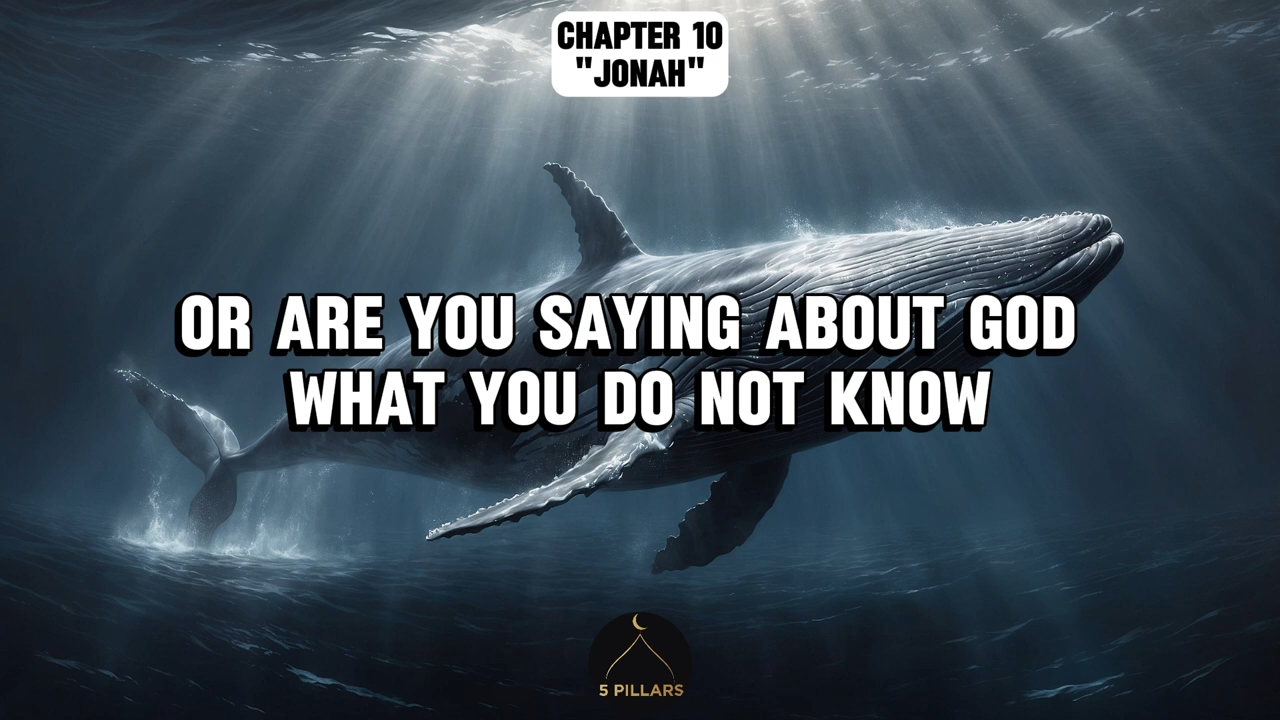 CHAPTER 10
"JONAH"
OR ARE YOU SAYING ABOUT GOD
WHAT YOU DO NOT KNOW
5 PILLARS